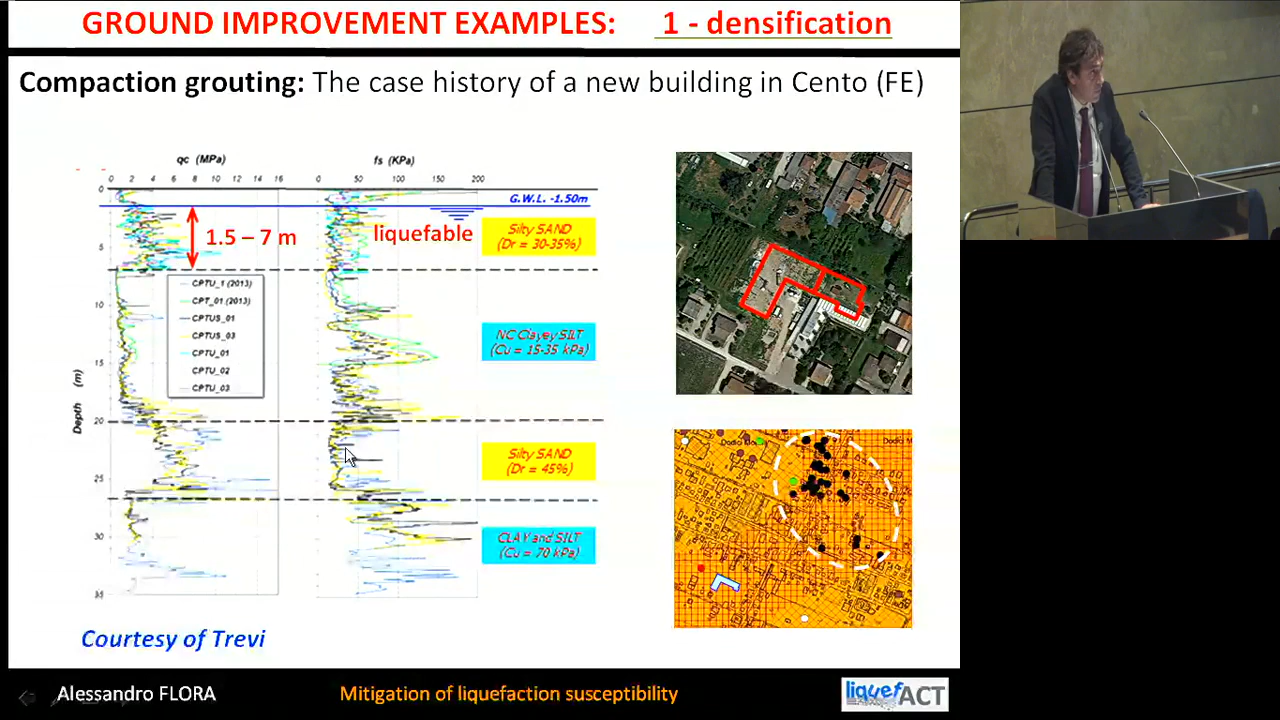 GROUND IMPROVEMENT EXAMPLES: 1 - densification
Compaction grouting: The case history of a new building in Cento (FE)
qc (MPa)
fs (KPa)
0 2 4 6 8 10 12 14 16
0 50 100 150 200
0
5
10
15
20
25
30
35
Depth (m)
G.W.L. -1.50m
1.5 – 7 m
liquefable
Silty SAND
(Dr = 30-35%)
CPTU_1 (2013)
CPT_01 (2013)
CPTUS_01
CPTUS_03
CPTU_01
CPTU_02
CPTU_03
NC Clayey SILT
(Cu = 15-35 kPa)
Silty SAND
(Dr = 45%)
CLAY and SILT
(Cu = 70 kPa)
Courtesy of Trevi
Alessandro FLORA
Mitigation of liquefaction susceptibility
liquefACT